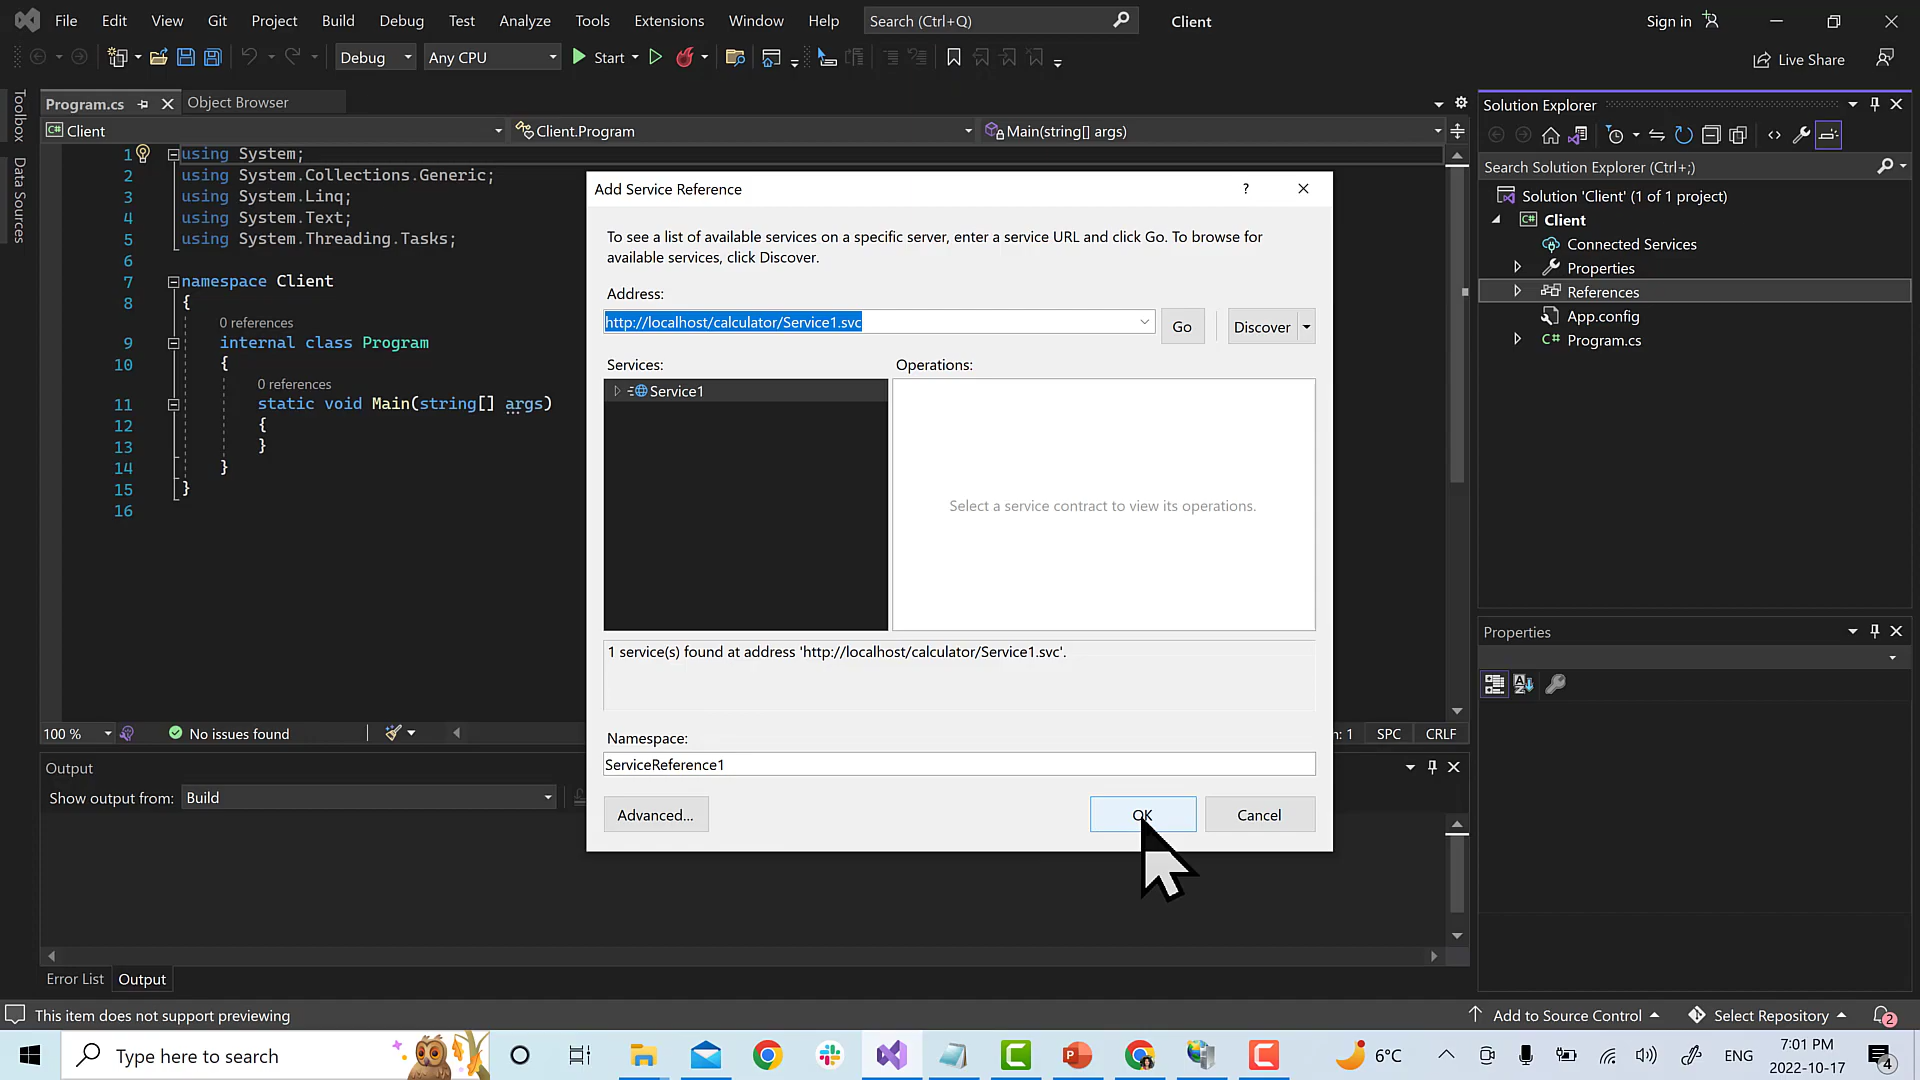 File Edit View Git Project Build Debug Test Analyze Tools Extensions Window Help Search (Ctrl+Q) Client Sign in
Debug Any CPU Start Live Share
Toolbox
Data Sources
Program.cs Object Browser
Client Client.Program Main(string[] args)
1 using System;
2 using System.Collections.Generic;
3 using System.Linq;
4 using System.Text;
5 using System.Threading.Tasks;
6
7 namespace Client
8 {
0 references
9 internal class Program
10 {
0 references
11 static void Main(string[] args)
12 {
13 }
14 }
15 }
16
100 % No issues found
: 1 SPC CRLF
Output
Show output from: Build
Error List Output
Add Service Reference ?
To see a list of available services on a specific server, enter a service URL and click Go. To browse for
available services, click Discover.
Address:
http://localhost/calculator/Service1.svc Go Discover
Services: Operations:
Service1
Select a service contract to view its operations.
1 service(s) found at address 'http://localhost/calculator/Service1.svc'.
Namespace:
ServiceReference1
Advanced... OK Cancel
Solution Explorer
Search Solution Explorer (Ctrl+;)
Solution 'Client' (1 of 1 project)
C# Client
Connected Services
Properties
References
App.config
C# Program.cs
Properties
This item does not support previewing Add to Source Control Select Repository 2
Type here to search 6°C ENG 7:01 PM
2022-10-17 4